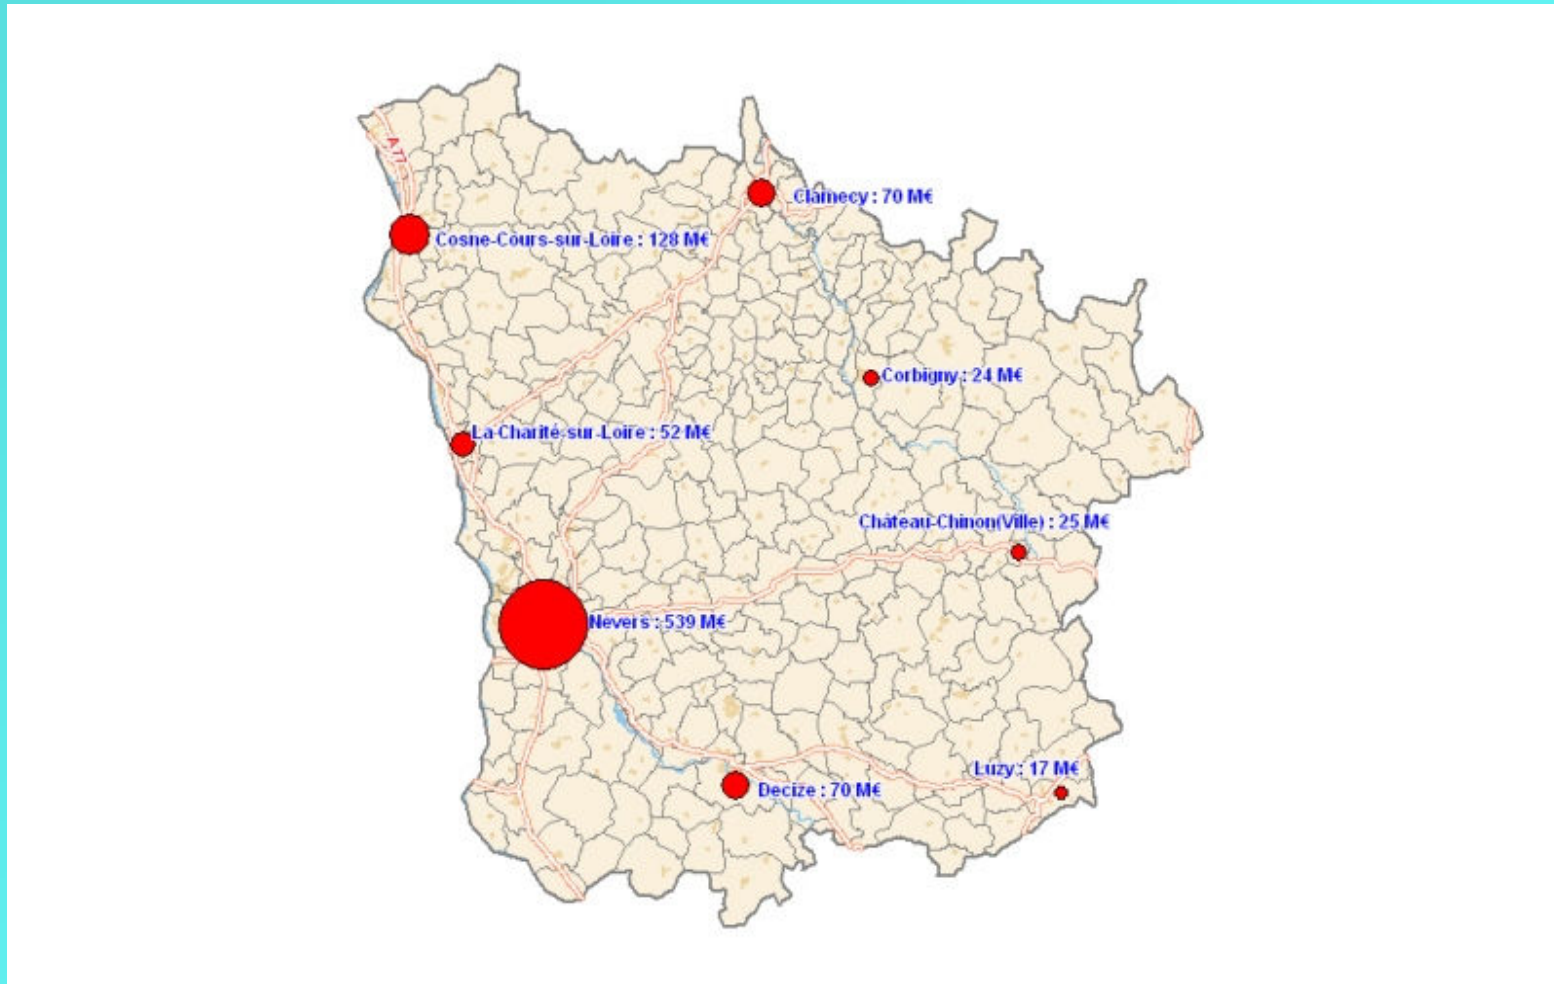 A 77
Clamecy : 70 M€
Cosne-Cours-sur-Loire : 128 M€
Corbigny : 24 M€
La Charité-sur-Loire : 52 M€
Château-Chinon(Ville) : 25 M€
Nevers : 539 M€
Luzy : 17 M€
Decize : 70 M€